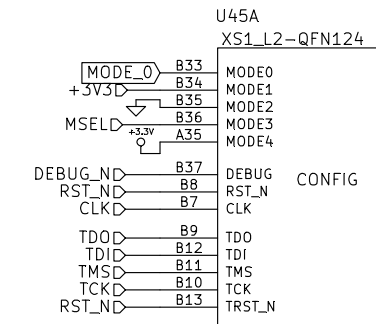 U45A
XS1_L2-QFN124
MODE_0 B33 MODE0
+3V3 B34 MODE1
B35 MODE2
MSEL B36 MODE3
+3.3V A35 MODE4
DEBUG_N B37 DEBUG
RST_N B8 RST_N
CONFIG
CLK B7 CLK
TDO B9 TDO
TDI B12 TDI
TMS B11 TMS
TCK B10 TCK
RST_N B13 TRST_N